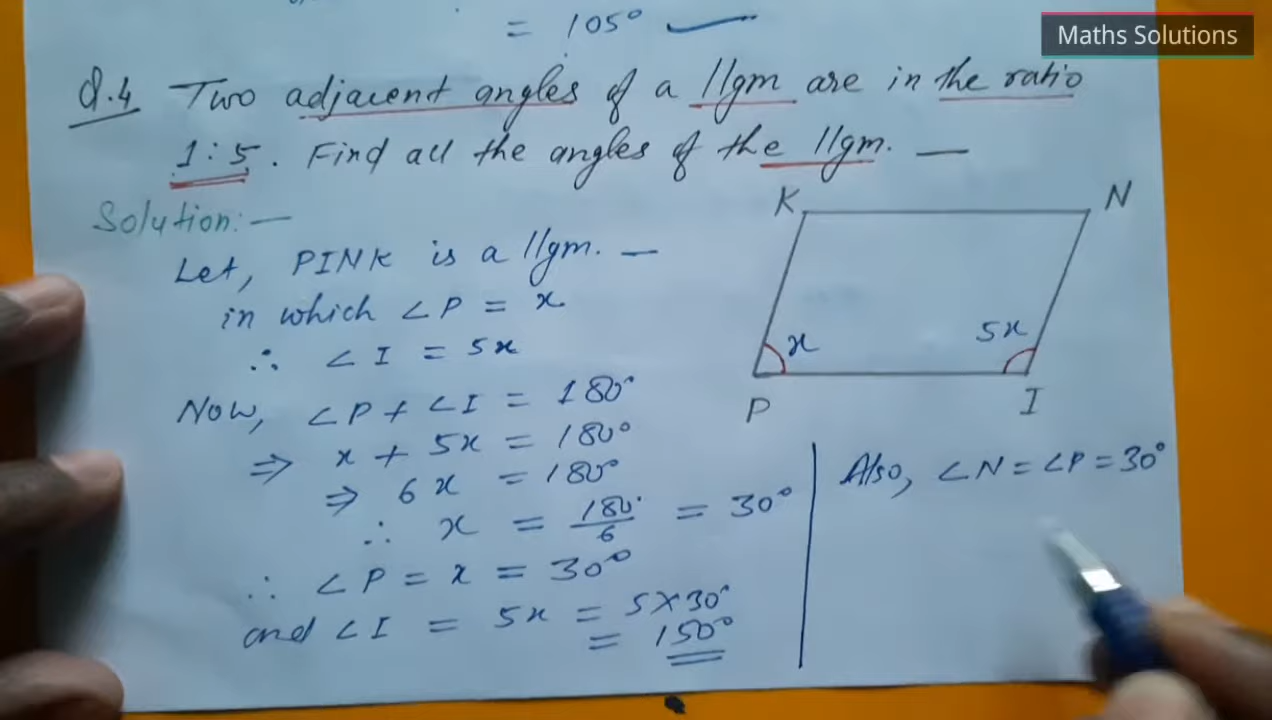 = 105°
Maths Solutions
Q.4 Two adjacent angles of a ||gm are in the ratio
1:5. Find all the angles of the ||gm. —
Solution:—
Let, PINK is a ||gm. —
in which ∠P = x
∴ ∠I = 5x
Now, ∠P + ∠I = 180°
⇒ x + 5x = 180°
⇒ 6x = 180°
∴ x = 180°/6 = 30°
∴ ∠P = x = 30°
and ∠I = 5x = 5×30°
= 150°
K N
x 5x
P I
Also, ∠N = ∠P = 30°